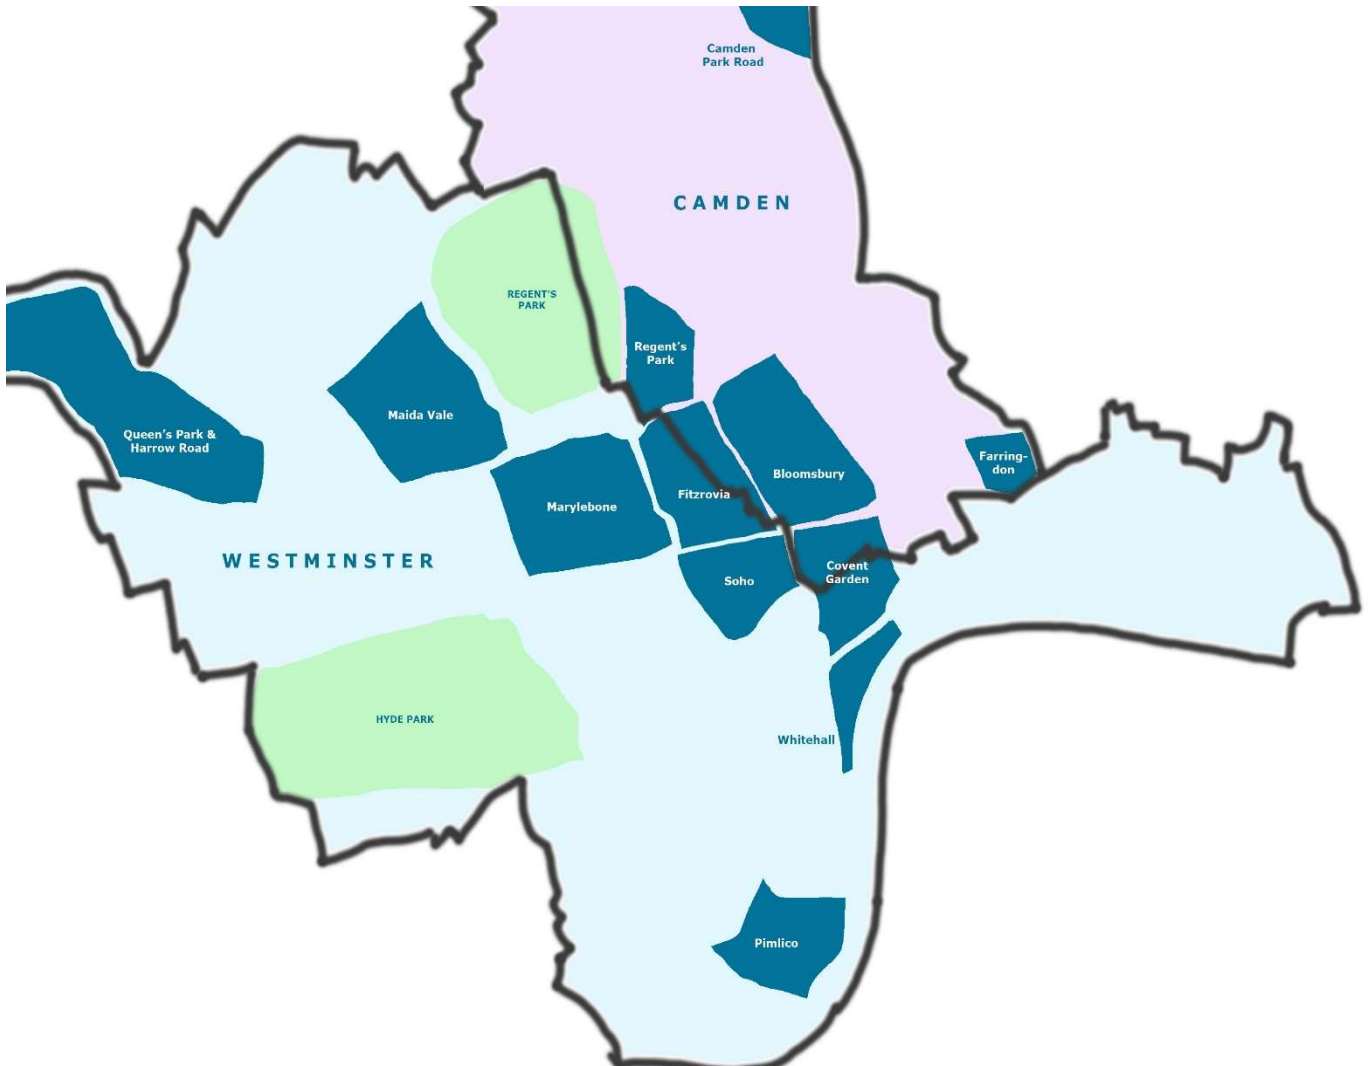 Camden
Park Road
CAMDEN
REGENT'S
PARK
Regent's
Park
Maida Vale
Queen's Park &
Harrow Road
Farring-
don
Bloomsbury
Fitzrovia
Marylebone
WESTMINSTER
Soho
Covent
Garden
HYDE PARK
Whitehall
Pimlico